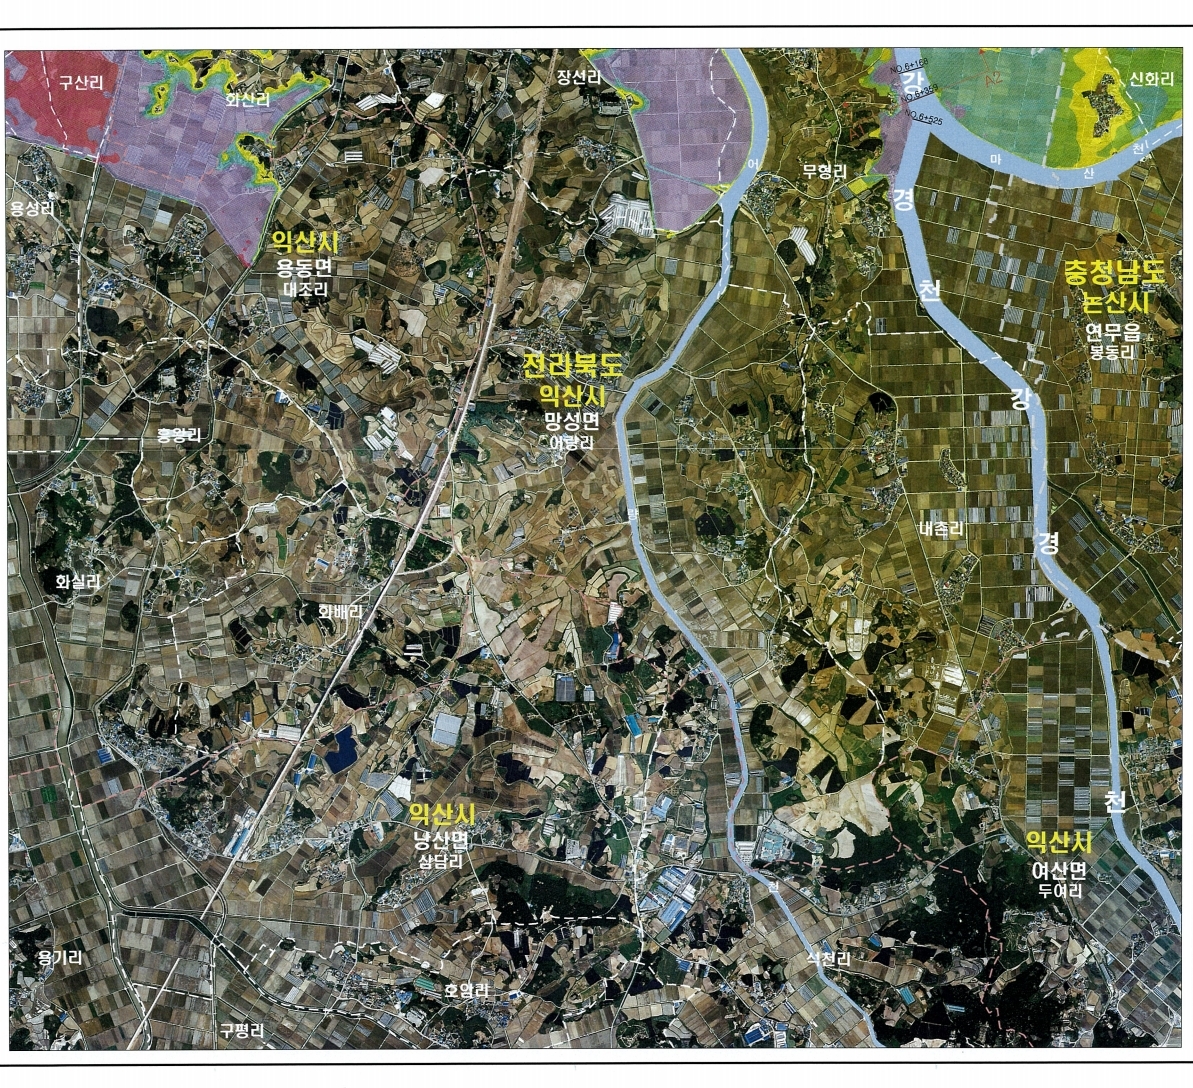 구산리
화산리
장선리
강
신화리
NO.6+168
NO.6+359
NO.6+525
A2
어
마
산
천
무형리
용성리
경
익산시
용동면
대조리
천
충청남도
논산시
연무읍
봉동리
전라북도
익산시
망성면
어량리
강
흥왕리
량
내촌리
경
화실리
화배리
익산시
낭산면
삼담리
천
익산시
여산면
두여리
천
용기리
석천리
호암리
구평리